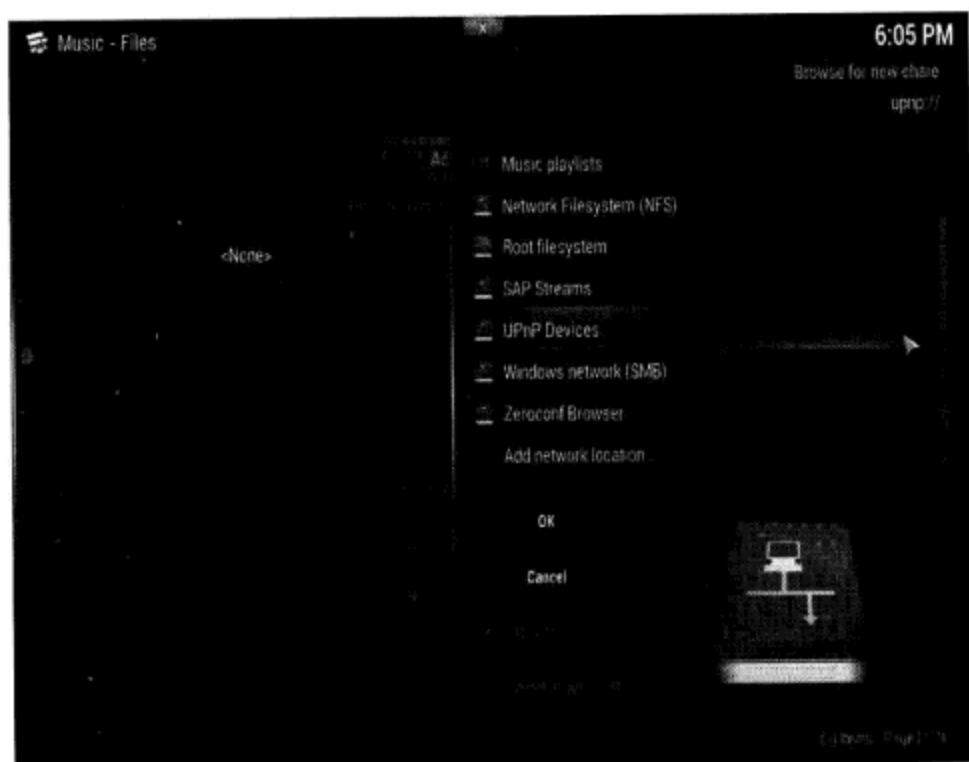 Music - Files
6:05 PM
Browse for new share
upnp://
Ad
Music playlists
Network Filesystem (NFS)
<None>
Root filesystem
SAP Streams
UPnP Devices
Windows network (SMB)
Zeroconf Browser
Add network location...
OK
Cancel